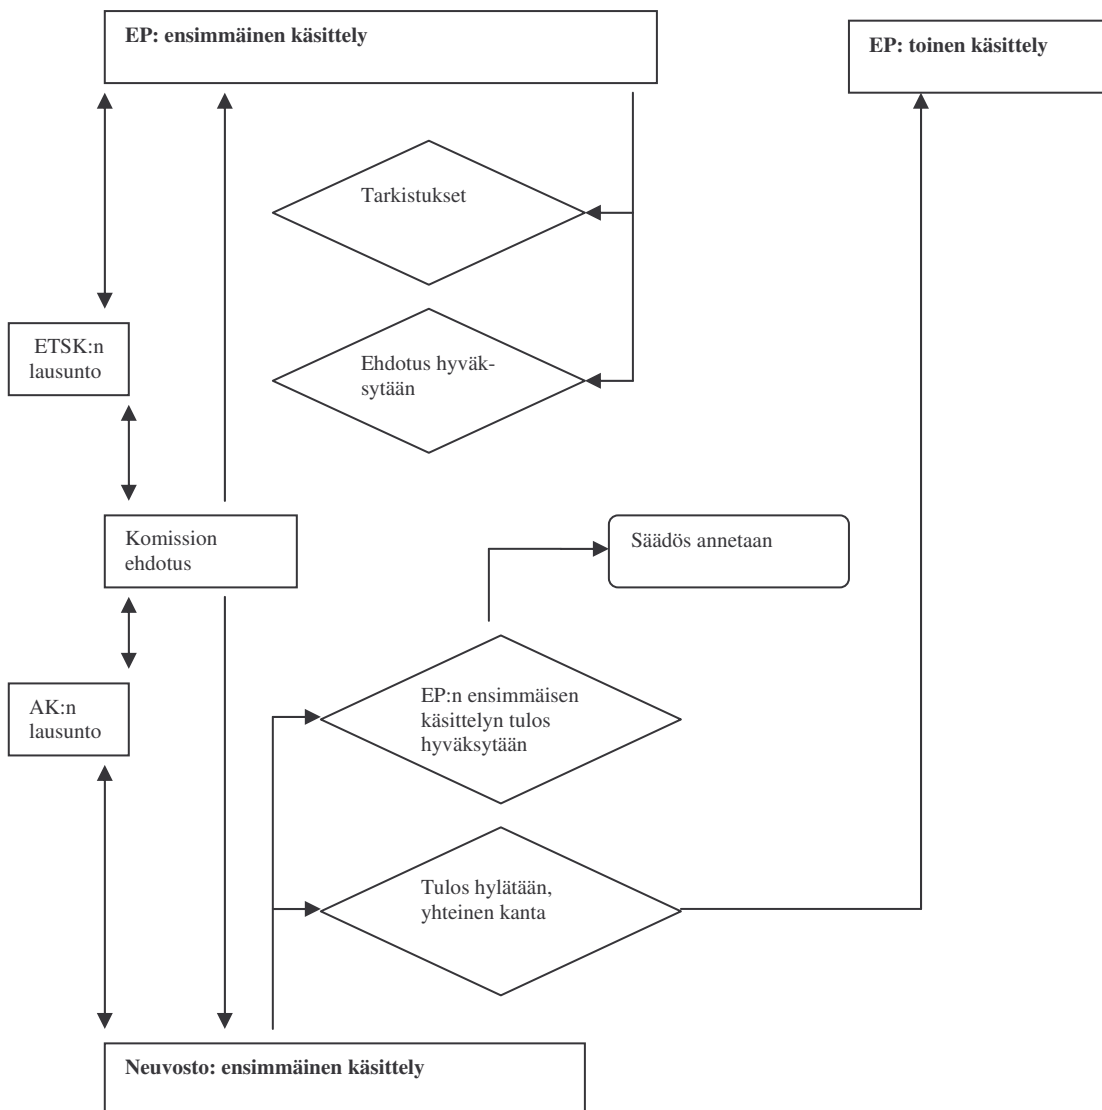 EP: ensimmäinen käsittely
EP: toinen käsittely
Tarkistukset
ETSK:n
lausunto
Ehdotus hyväk-
sytään
Komission
ehdotus
Säädös annetaan
AK:n
lausunto
EP:n ensimmäisen
käsittelyn tulos
hyväksytään
Tulos hylätään,
yhteinen kanta
Neuvosto: ensimmäinen käsittely